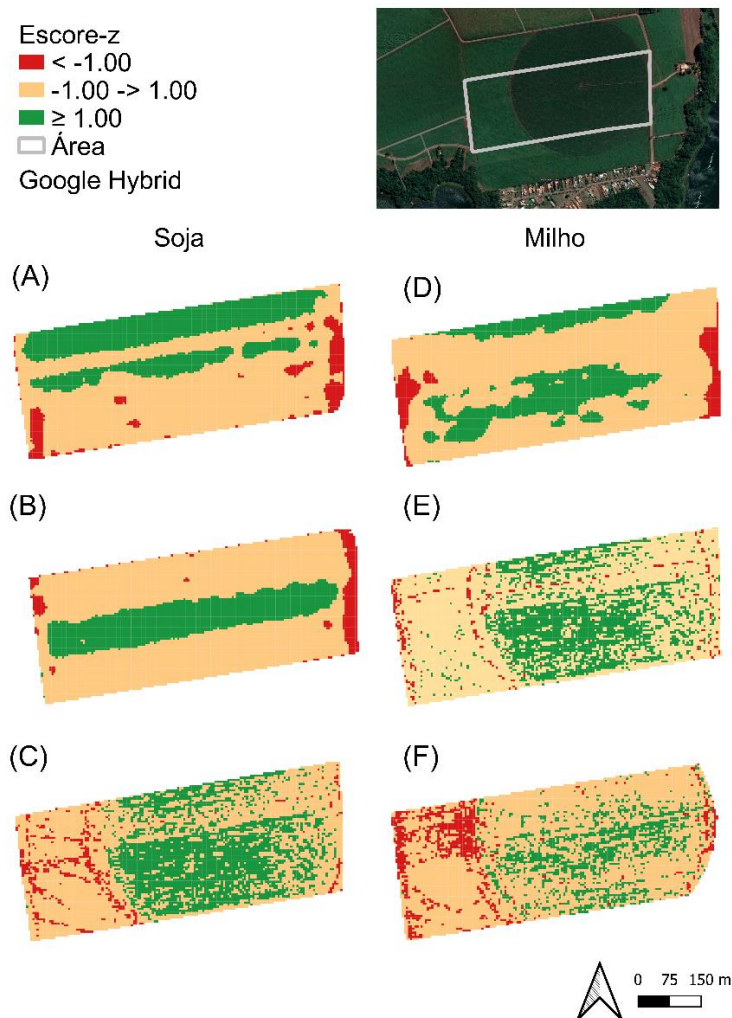 Escore-z
< -1.00
-1.00 -> 1.00
≥ 1.00
Área
Google Hybrid
Soja
Milho
(A)
(D)
(B)
(E)
(C)
(F)
0 75 150 m